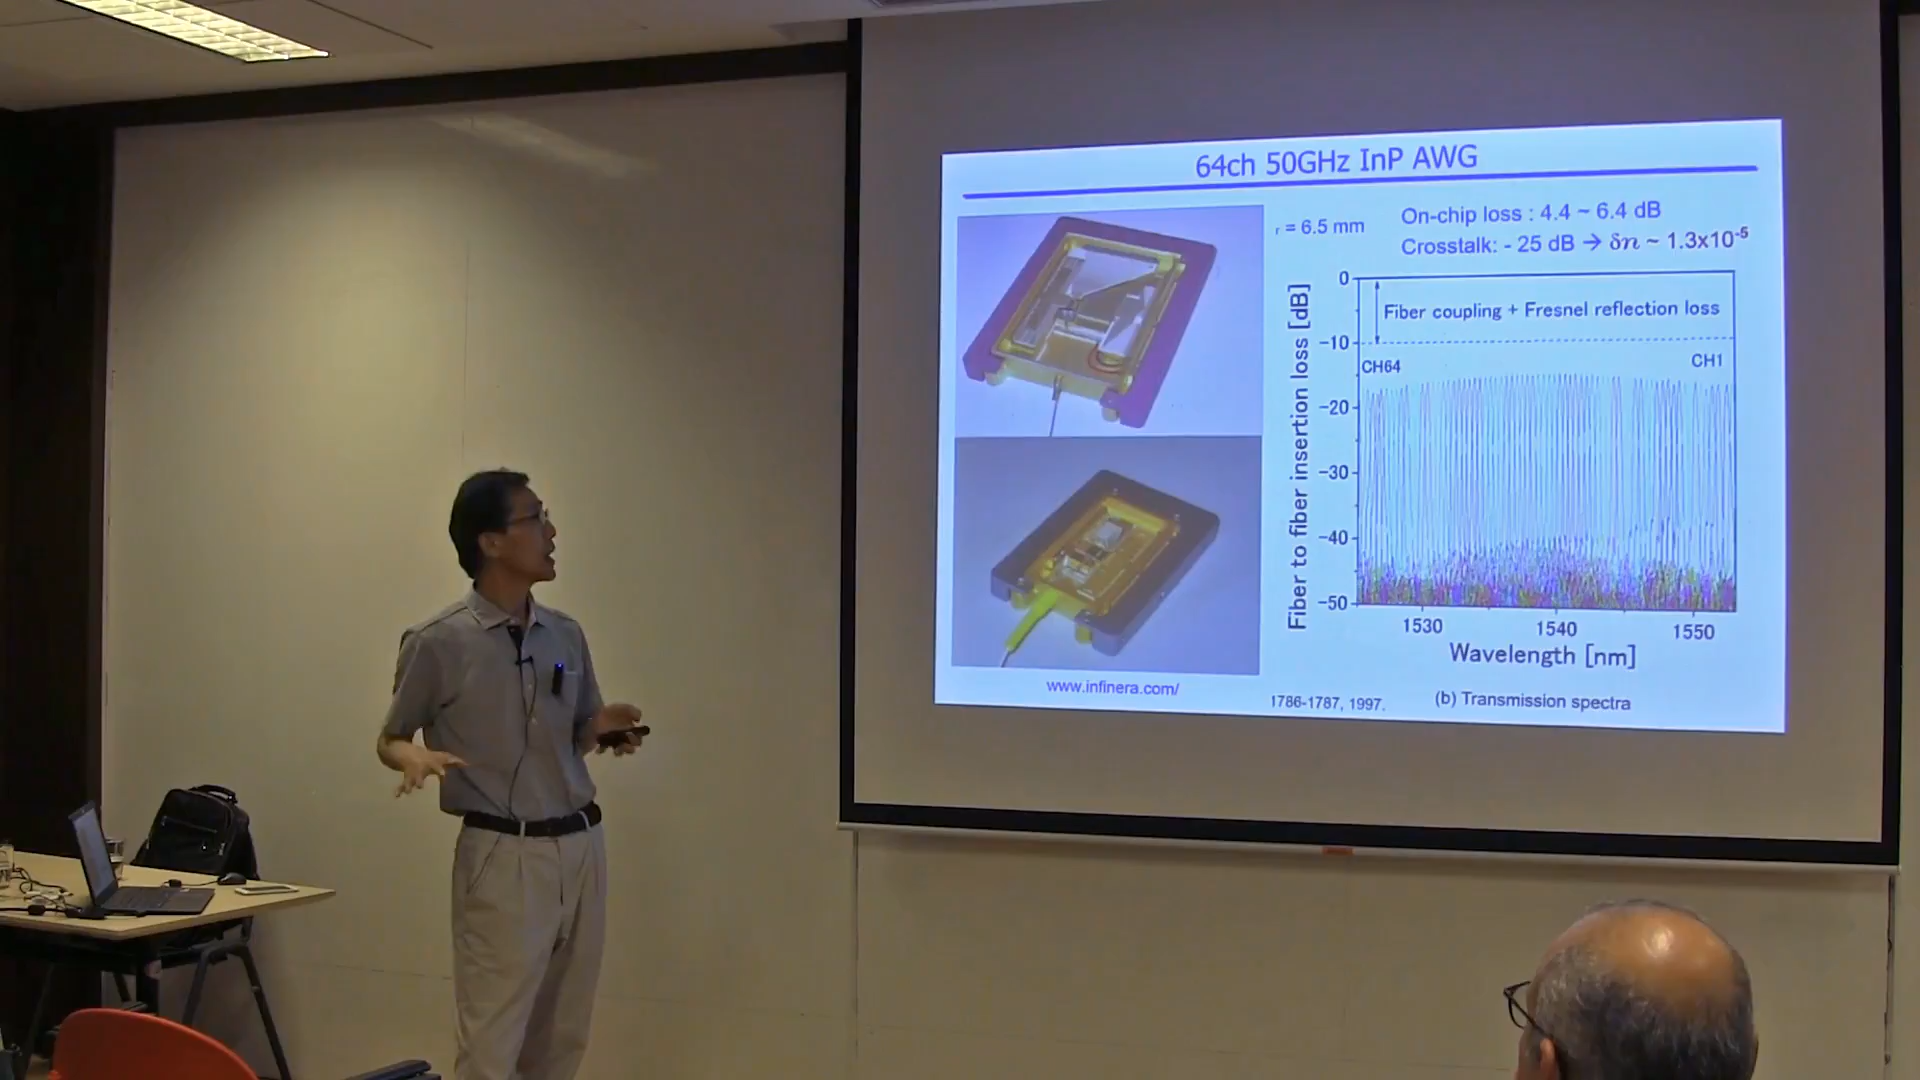 64ch 50GHz InP AWG
r = 6.5 mm
On-chip loss : 4.4 ~ 6.4 dB
Crosstalk: - 25 dB → δn ~ 1.3x10⁻⁵
Fiber to fiber insertion loss [dB]
0
−10
−20
−30
−40
−50
Fiber coupling + Fresnel reflection loss
CH64
CH1
1530
1540
1550
Wavelength [nm]
www.infinera.com/
1786-1787, 1997.
(b) Transmission spectra